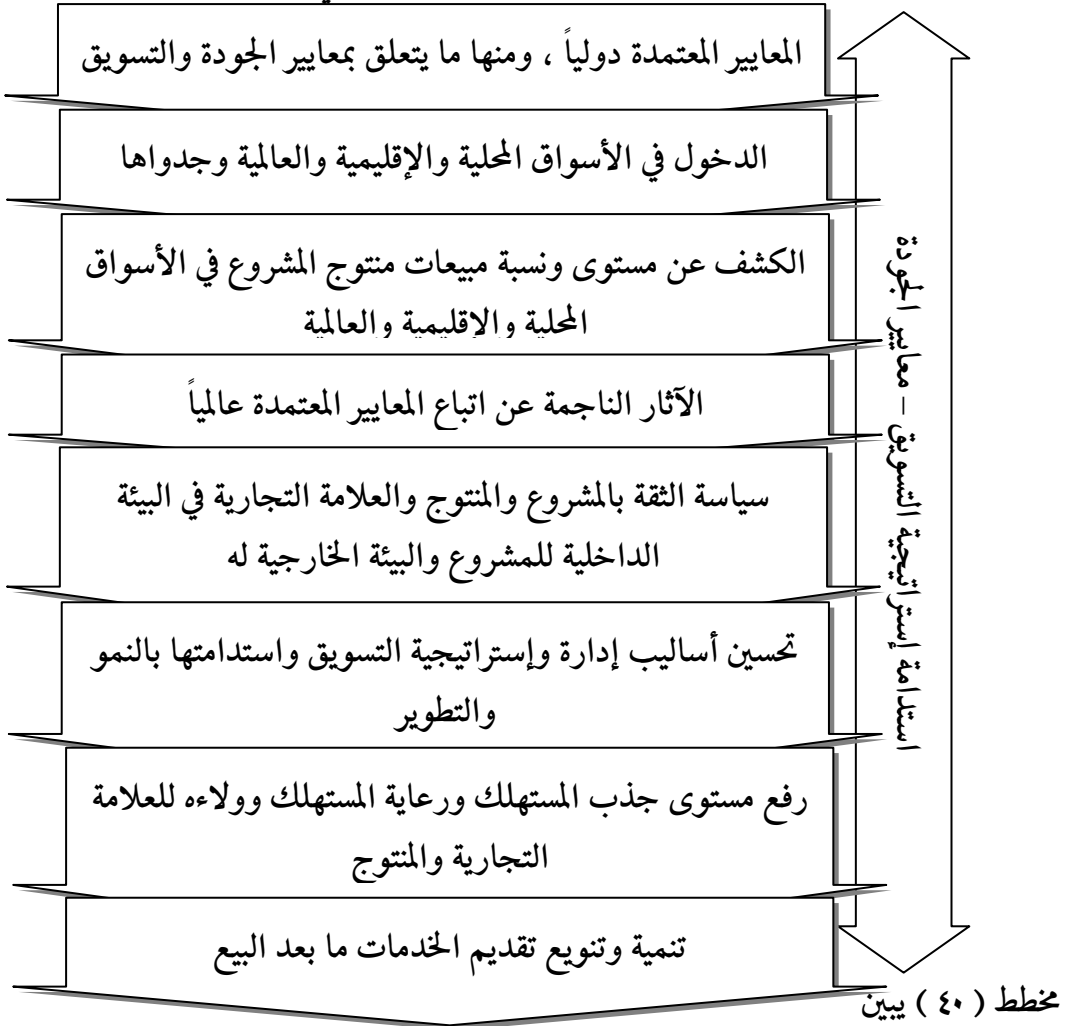 المعايير المعتمدة دولياً ، ومنها ما يتعلق بمعايير الجودة والتسويق
الدخول في الأسواق المحلية والإقليمية والعالمية وجدواها
الكشف عن مستوى ونسبة مبيعات منتوج المشروع في الأسواق
المحلية والإقليمية والعالمية
الآثار الناجمة عن اتباع المعايير المعتمدة عالمياً
سياسة الثقة بالمشروع والمنتوج والعلامة التجارية في البيئة
الداخلية للمشروع والبيئة الخارجية له
تحسين أساليب إدارة وإستراتيجية التسويق واستدامتها بالنمو
والتطوير
رفع مستوى جذب المستهلك ورعاية المستهلك وولاءه للعلامة
التجارية والمنتوج
تنمية وتنويع تقديم الخدمات ما بعد البيع
استدامة إستراتيجية التسويق – معايير الجودة
مخطط ( ٤٠ ) يبين